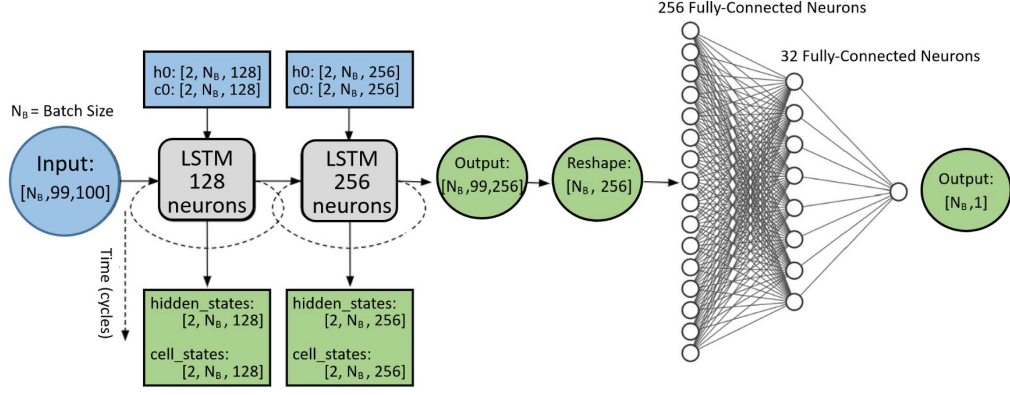 256 Fully-Connected Neurons
32 Fully-Connected Neurons
N_B = Batch Size
Input:
[N_B,99,100]
h0: [2, N_B, 128]
c0: [2, N_B, 128]
h0: [2, N_B, 256]
c0: [2, N_B, 256]
LSTM
128
neurons
LSTM
256
neurons
Output:
[N_B,99,256]
Reshape:
[N_B, 256]
Output:
[N_B,1]
Time (cycles)
hidden_states:
[2, N_B, 128]
cell_states:
[2, N_B, 128]
hidden_states:
[2, N_B, 256]
cell_states:
[2, N_B, 256]